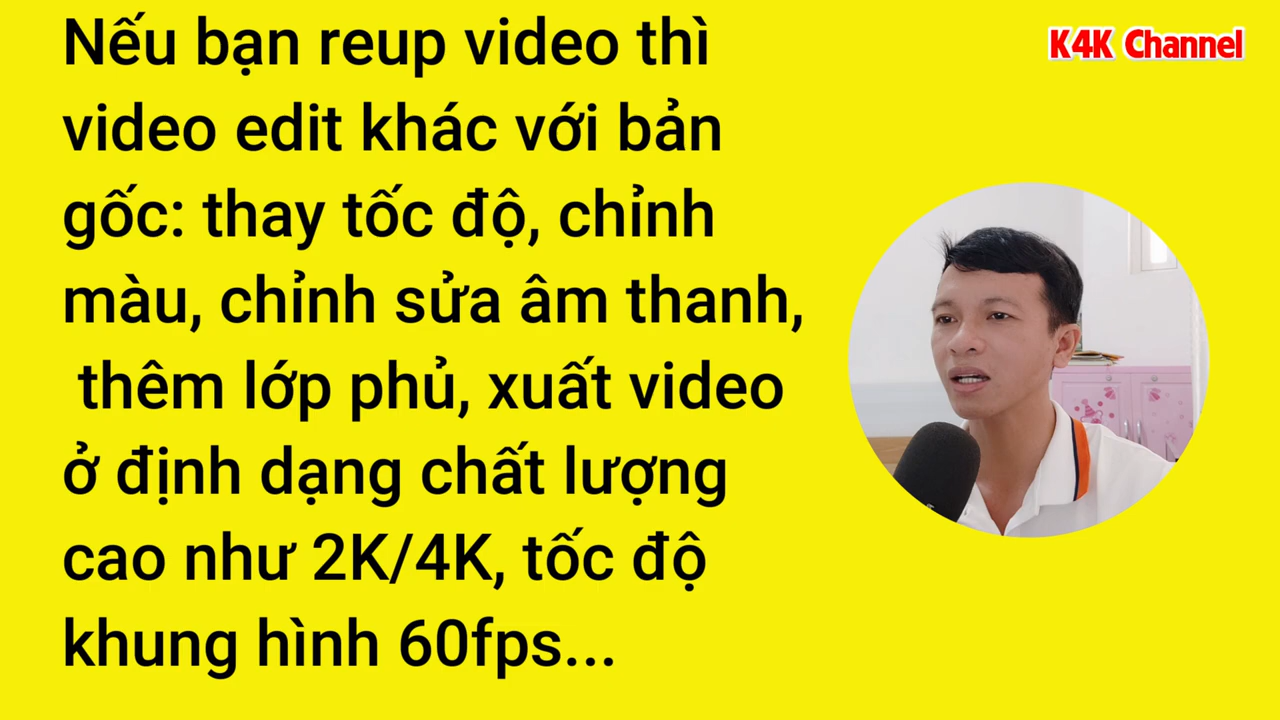 Nếu bạn reup video thì
video edit khác với bản
gốc: thay tốc độ, chỉnh
màu, chỉnh sửa âm thanh,
thêm lớp phủ, xuất video
ở định dạng chất lượng
cao như 2K/4K, tốc độ
khung hình 60fps...
K4K Channel